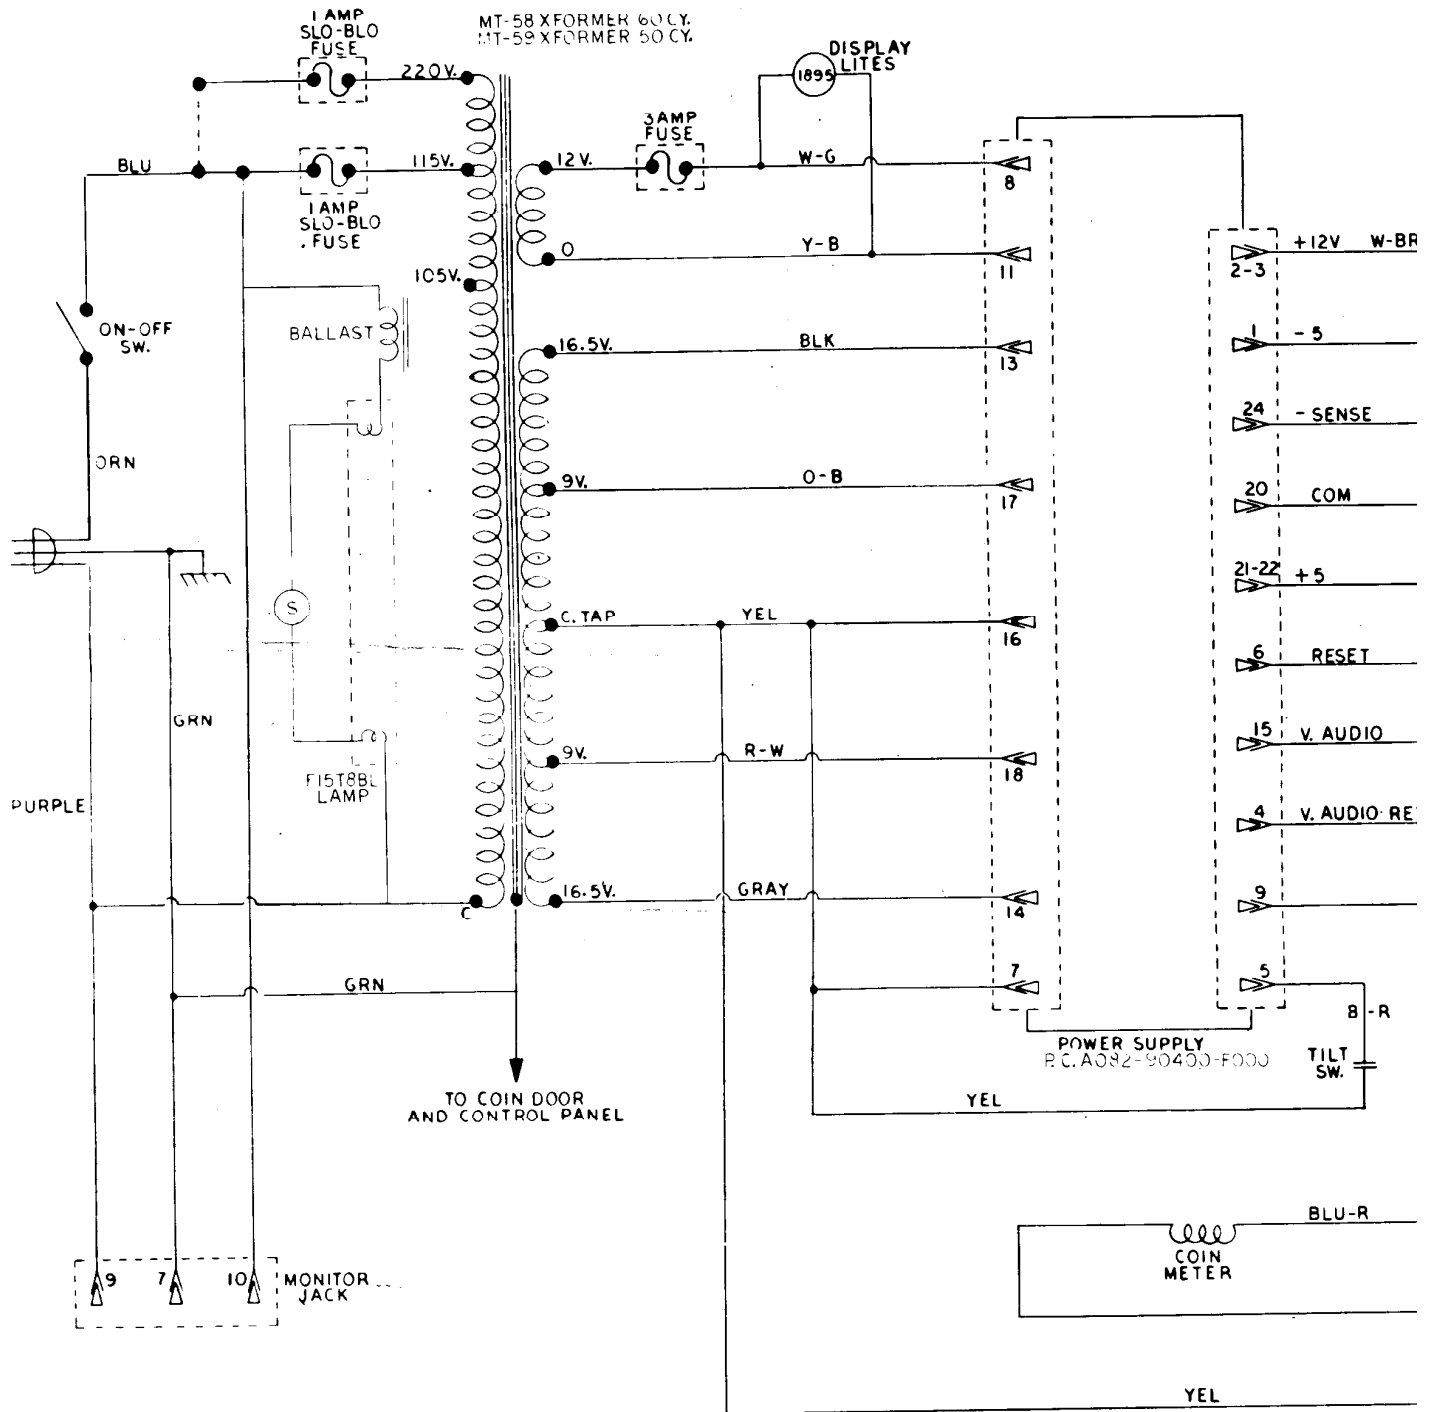 1 AMP
SLO-BLO
FUSE
MT-58 XFORMER 60 CY.
MT-59 XFORMER 50 CY.
220V.
DISPLAY
LITES
1895
3 AMP
FUSE
BLU
115V.
12V.
W-G
8
1 AMP
SLO-BLO
FUSE
O
Y-B
11
+12V W-BR
2-3
105V.
BALLAST
ON-OFF
SW.
16.5V.
BLK
13
1
-5
24
-SENSE
ORN
9V.
O-B
17
20
COM
21-22
+5
S
C. TAP
YEL
16
6
RESET
GRN
15
V. AUDIO
9V.
R-W
18
F15T8BL
LAMP
PURPLE
4
V. AUDIO RE
C
16.5V.
GRAY
14
9
GRN
7
5
B-R
POWER SUPPLY
P.C. A082-90400-F000
TILT
SW.
TO COIN DOOR
AND CONTROL PANEL
YEL
BLU-R
COIN
METER
9
7
10
MONITOR
JACK
YEL